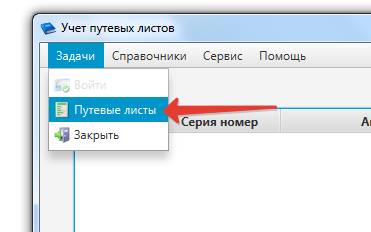 Учет путевых листов
Задачи Справочники Сервис Помощь
Войти
Путевые листы
Закрыть
Серия номер